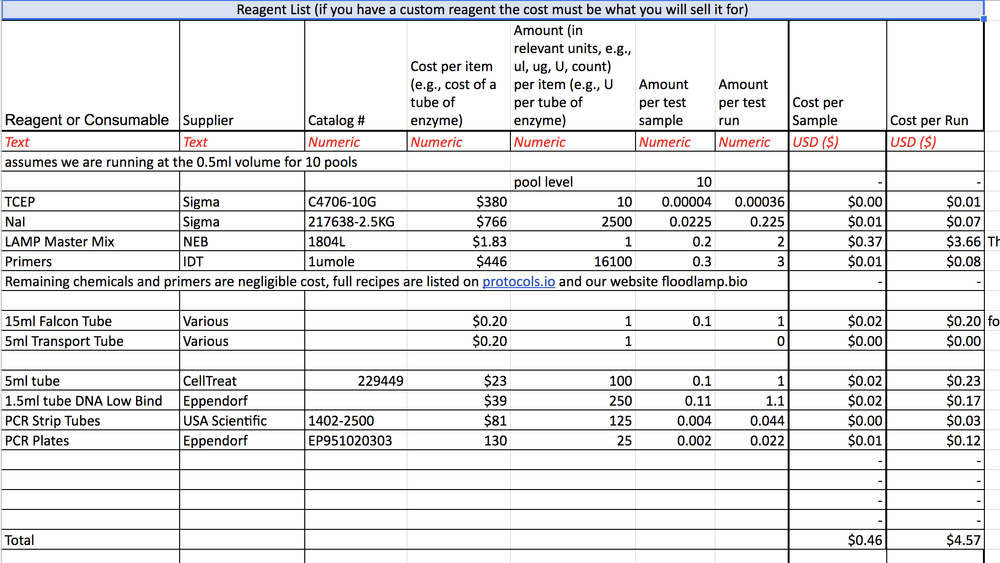 Reagent List (if you have a custom reagent the cost must be what you will sell it for)
Reagent or Consumable Supplier Catalog # Cost per item (e.g., cost of a tube of enzyme) Amount (in relevant units, e.g., ul, ug, U, count) per item (e.g., U per tube of enzyme) Amount per test sample Amount per test run Cost per Sample Cost per Run
Text Text Numeric Numeric Numeric Numeric Numeric USD ($) USD ($)
assumes we are running at the 0.5ml volume for 10 pools
pool level 10 - -
TCEP Sigma C4706-10G $380 10 0.00004 0.00036 $0.00 $0.01
NaI Sigma 217638-2.5KG $766 2500 0.0225 0.225 $0.01 $0.07
LAMP Master Mix NEB 1804L $1.83 1 0.2 2 $0.37 $3.66
Primers IDT 1umole $446 16100 0.3 3 $0.01 $0.08
Remaining chemicals and primers are negligible cost, full recipes are listed on protocols.io and our website floodlamp.bio - -
15ml Falcon Tube Various $0.20 1 0.1 1 $0.02 $0.20 fo
5ml Transport Tube Various $0.20 1 0 $0.00 $0.00
5ml tube CellTreat 229449 $23 100 0.1 1 $0.02 $0.23
1.5ml tube DNA Low Bind Eppendorf $39 250 0.11 1.1 $0.02 $0.17
PCR Strip Tubes USA Scientific 1402-2500 $81 125 0.004 0.044 $0.00 $0.03
PCR Plates Eppendorf EP951020303 130 25 0.002 0.022 $0.01 $0.12
- -
- -
- -
- -
Total $0.46 $4.57